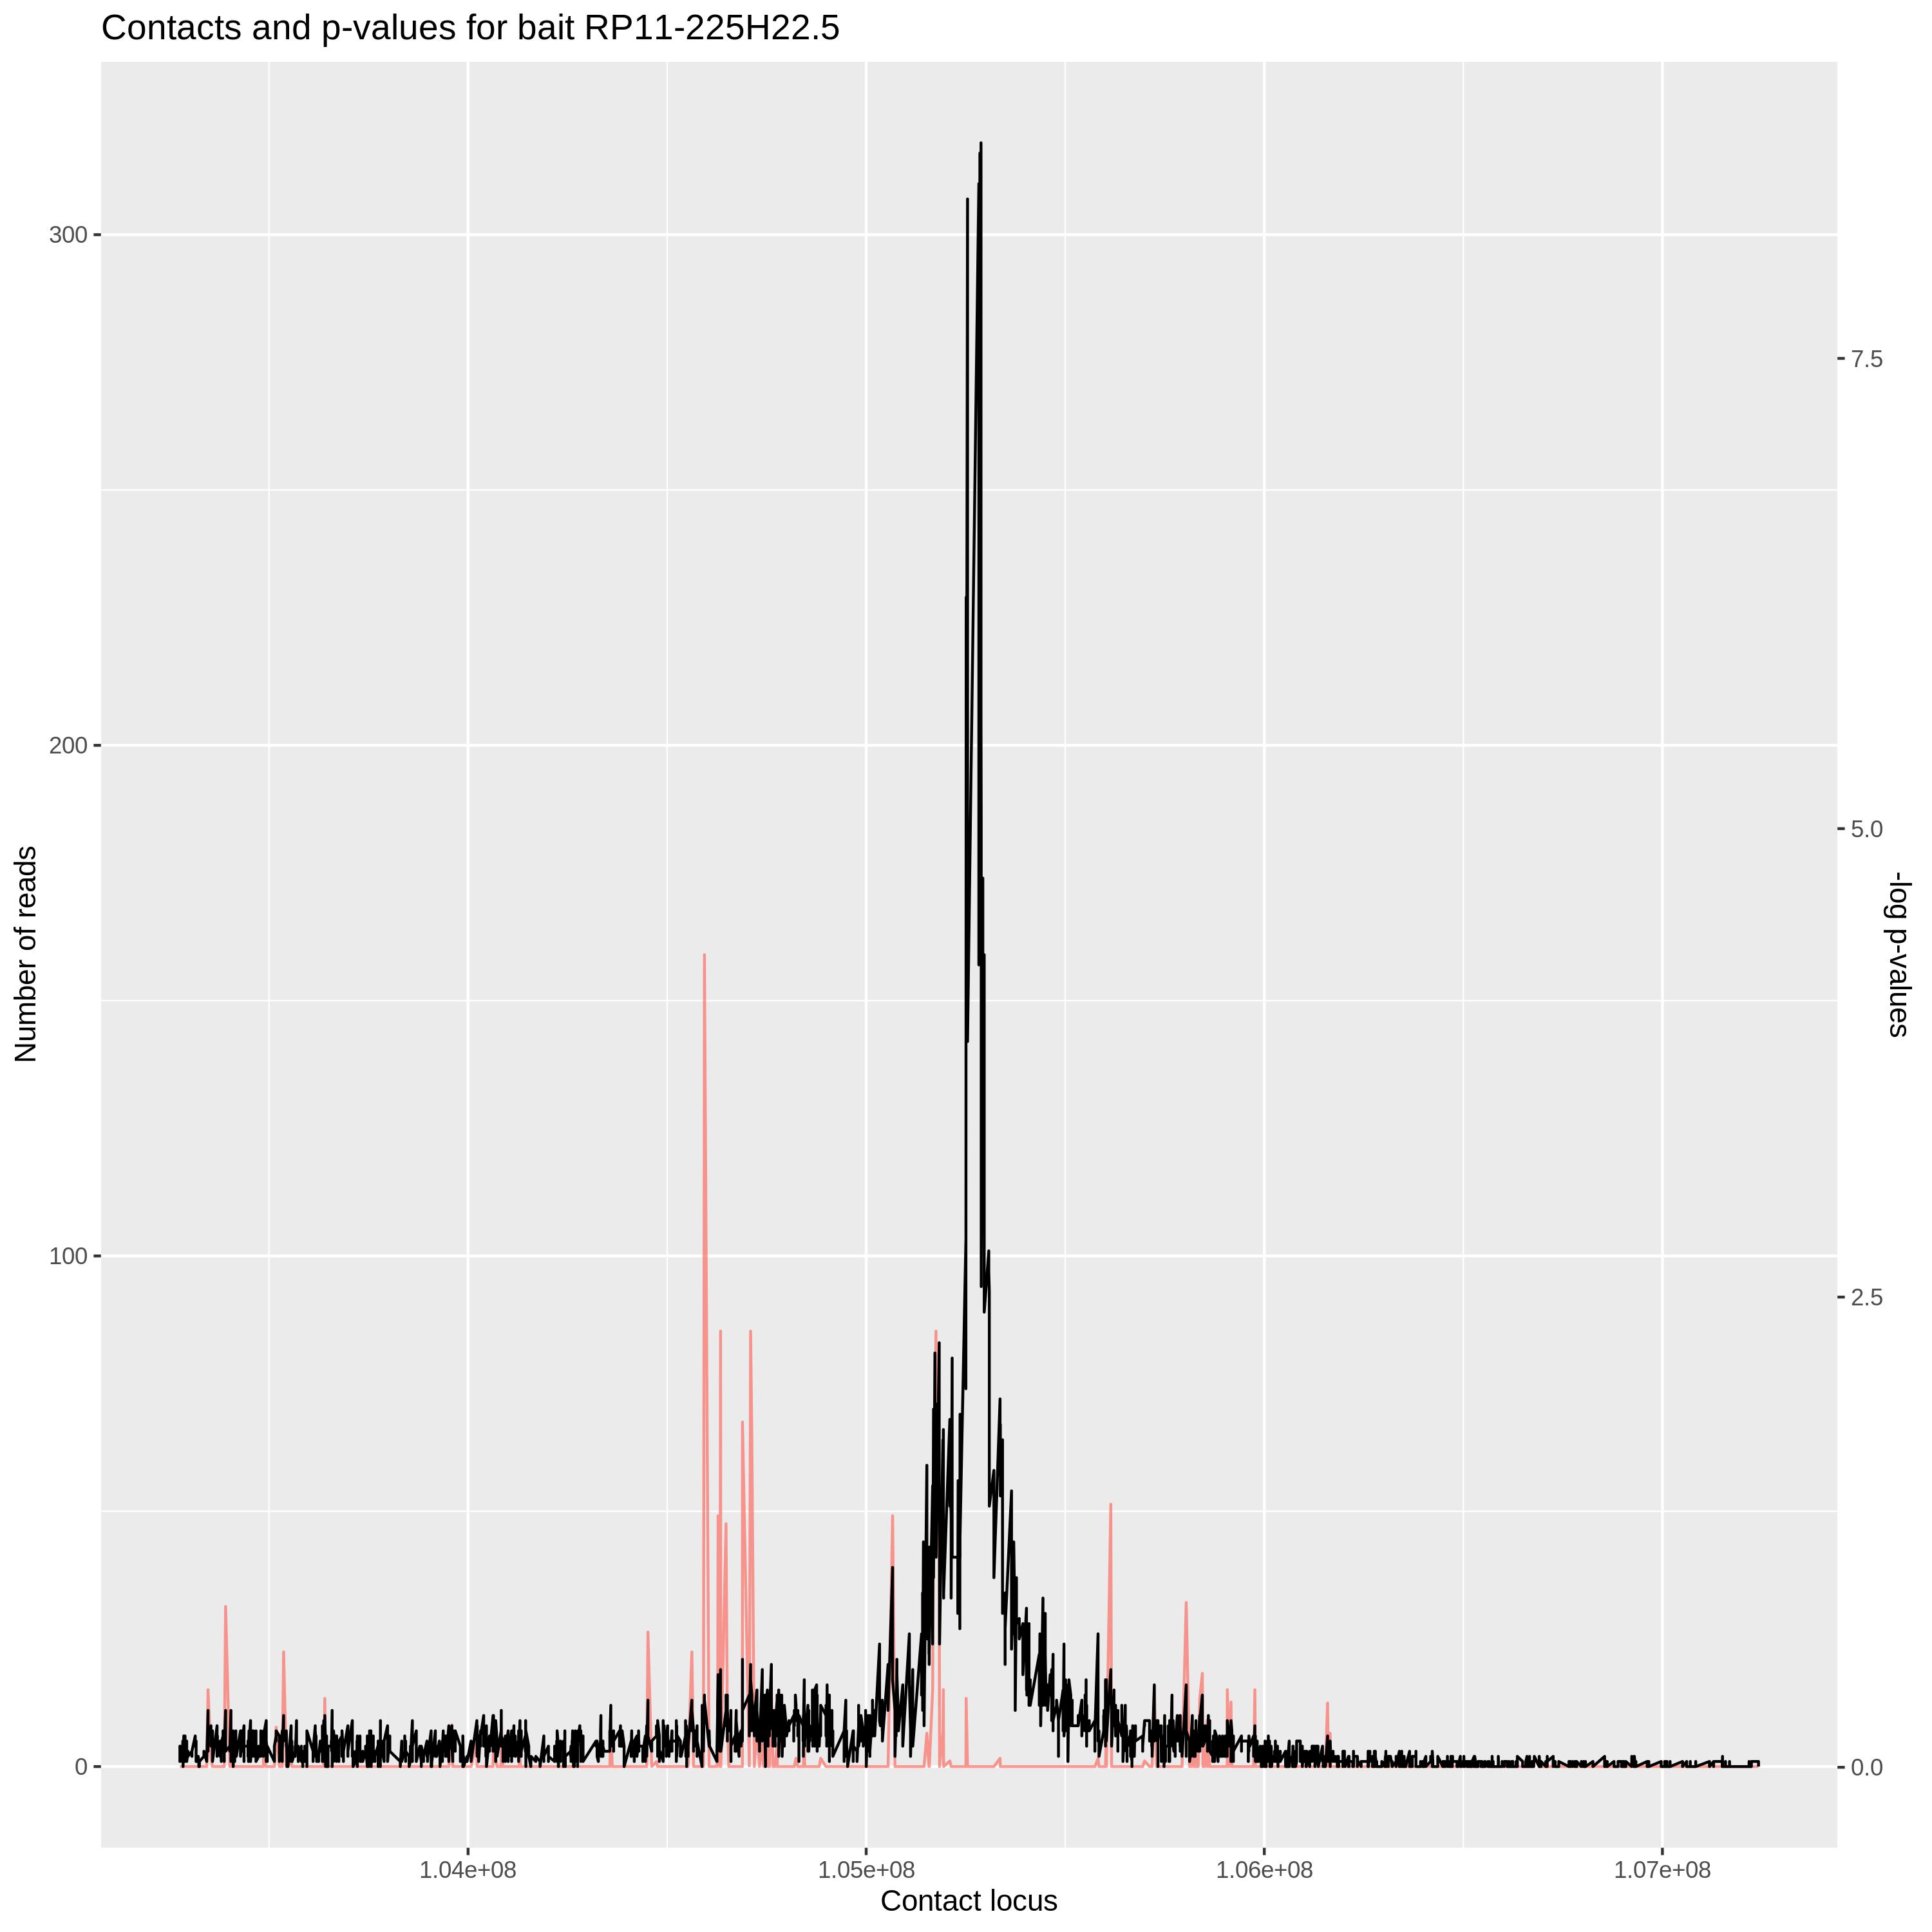 Contacts and p-values for bait RP11-225H22.5
300
200
100
0
Number of reads
7.5
5.0
2.5
0.0
-log p-values
1.04e+08
1.05e+08
1.06e+08
1.07e+08
Contact locus